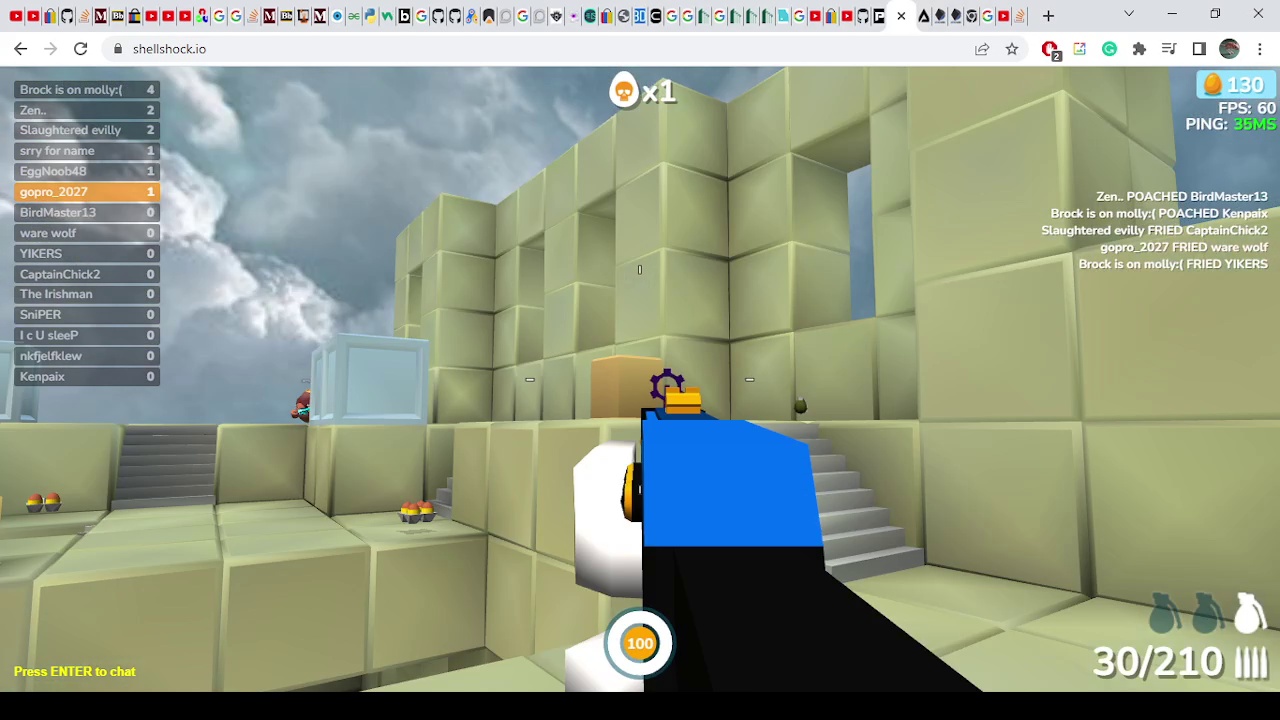 shellshock.io
2
Brock is on molly:( 4
Zen.. 2
Slaughtered evilly 2
srry for name 1
EggNoob48 1
gopro_2027 1
BirdMaster13 0
ware wolf 0
YIKERS 0
CaptainChick2 0
The Irishman 0
SniPER 0
I c U sleeP 0
nkfjelfklew 0
Kenpaix 0
x1
130
FPS: 60
PING: 35MS
Zen.. POACHED BirdMaster13
Brock is on molly:( POACHED Kenpaix
Slaughtered evilly FRIED CaptainChick2
gopro_2027 FRIED ware wolf
Brock is on molly:( FRIED YIKERS
100
30/210
Press ENTER to chat